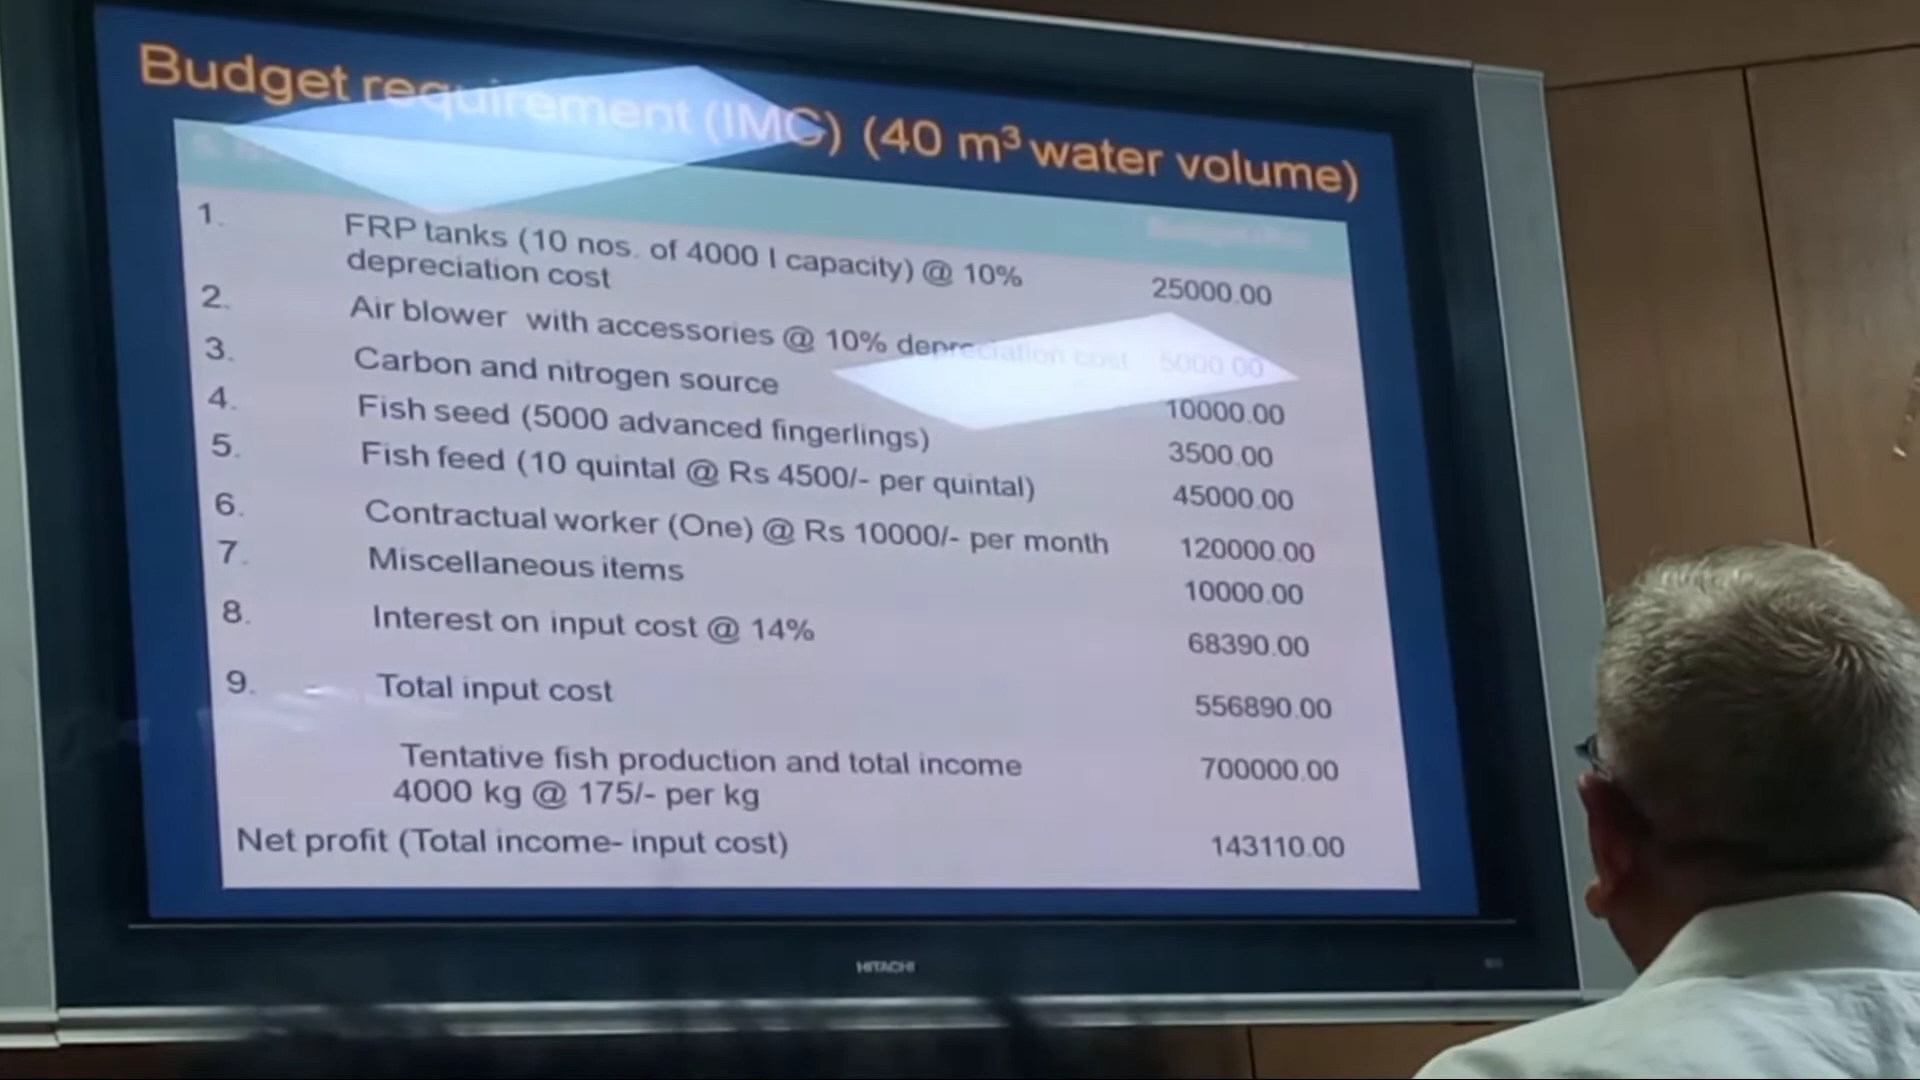 Budget requirement (IMC) (40 m³ water volume)
1. FRP tanks (10 nos. of 4000 l capacity) @ 10% 25000.00
depreciation cost
2. Air blower with accessories @ 10% depreciation cost 5000.00
3. Carbon and nitrogen source 10000.00
4. Fish seed (5000 advanced fingerlings) 3500.00
5. Fish feed (10 quintal @ Rs 4500/- per quintal) 45000.00
6. Contractual worker (One) @ Rs 10000/- per month 120000.00
7. Miscellaneous items 10000.00
8. Interest on input cost @ 14% 68390.00
9. Total input cost 556890.00
Tentative fish production and total income 700000.00
4000 kg @ 175/- per kg
Net profit (Total income- input cost) 143110.00
HITACHI